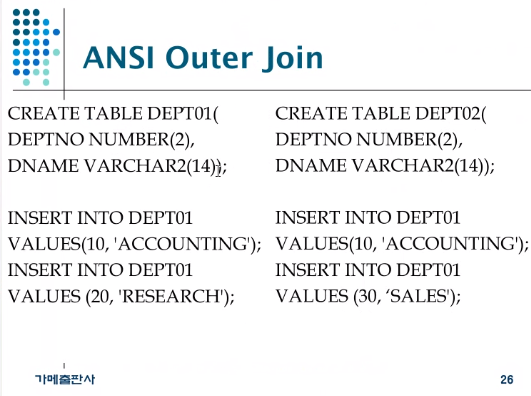 ANSI Outer Join
CREATE TABLE DEPT01(
DEPTNO NUMBER(2),
DNAME VARCHAR2(14));
INSERT INTO DEPT01
VALUES(10, 'ACCOUNTING');
INSERT INTO DEPT01
VALUES (20, 'RESEARCH');
CREATE TABLE DEPT02(
DEPTNO NUMBER(2),
DNAME VARCHAR2(14));
INSERT INTO DEPT01
VALUES(10, 'ACCOUNTING');
INSERT INTO DEPT01
VALUES (30, ‘SALES');
가메출판사
26